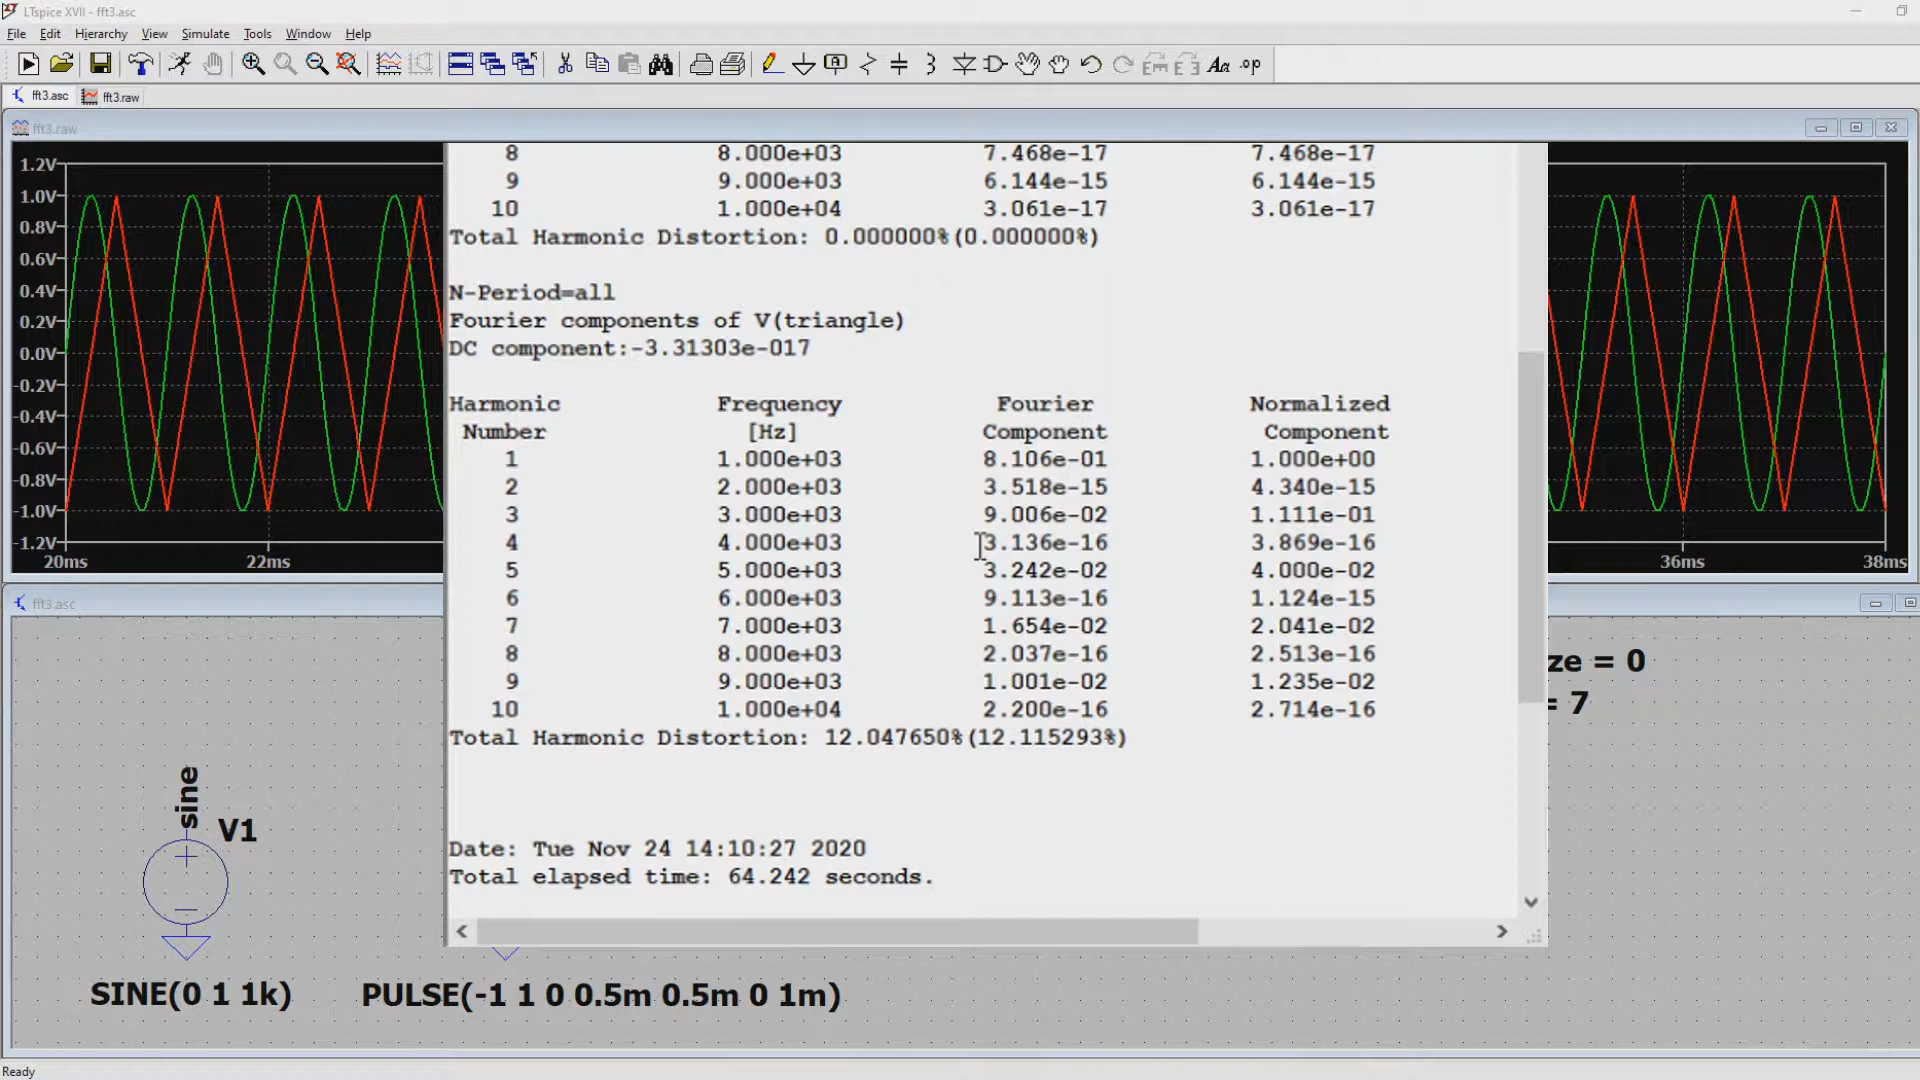 LTspice XVII - fft3.asc
File Edit Hierarchy View Simulate Tools Window Help
A Aa .op
fft3.asc fft3.raw
fft3.raw
1.2V
1.0V
0.8V
0.6V
0.4V
0.2V
0.0V
-0.2V
-0.4V
-0.6V
-0.8V
-1.0V
-1.2V
20ms 22ms 36ms 38ms
8 8.000e+03 7.468e-17 7.468e-17
9 9.000e+03 6.144e-15 6.144e-15
10 1.000e+04 3.061e-17 3.061e-17
Total Harmonic Distortion: 0.000000%(0.000000%)
N-Period=all
Fourier components of V(triangle)
DC component:-3.31303e-017
Harmonic Frequency Fourier Normalized
Number [Hz] Component Component
1 1.000e+03 8.106e-01 1.000e+00
2 2.000e+03 3.518e-15 4.340e-15
3 3.000e+03 9.006e-02 1.111e-01
4 4.000e+03 3.136e-16 3.869e-16
5 5.000e+03 3.242e-02 4.000e-02
6 6.000e+03 9.113e-16 1.124e-15
7 7.000e+03 1.654e-02 2.041e-02
8 8.000e+03 2.037e-16 2.513e-16
9 9.000e+03 1.001e-02 1.235e-02
10 1.000e+04 2.200e-16 2.714e-16
Total Harmonic Distortion: 12.047650%(12.115293%)
Date: Tue Nov 24 14:10:27 2020
Total elapsed time: 64.242 seconds.
fft3.asc
ze = 0
= 7
sine
V1
SINE(0 1 1k)
PULSE(-1 1 0 0.5m 0.5m 0 1m)
Ready